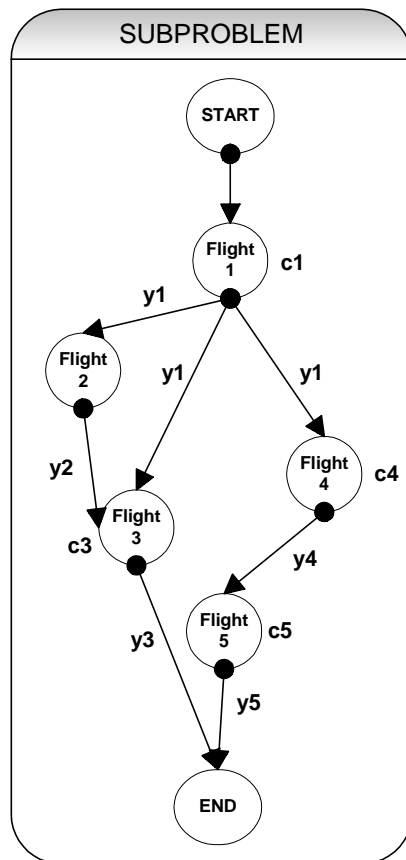 SUBPROBLEM
START
Flight
1
c1
y1
y1
y1
Flight
2
Flight
4
c4
y2
Flight
3
c3
y4
Flight
5
c5
y3
y5
END